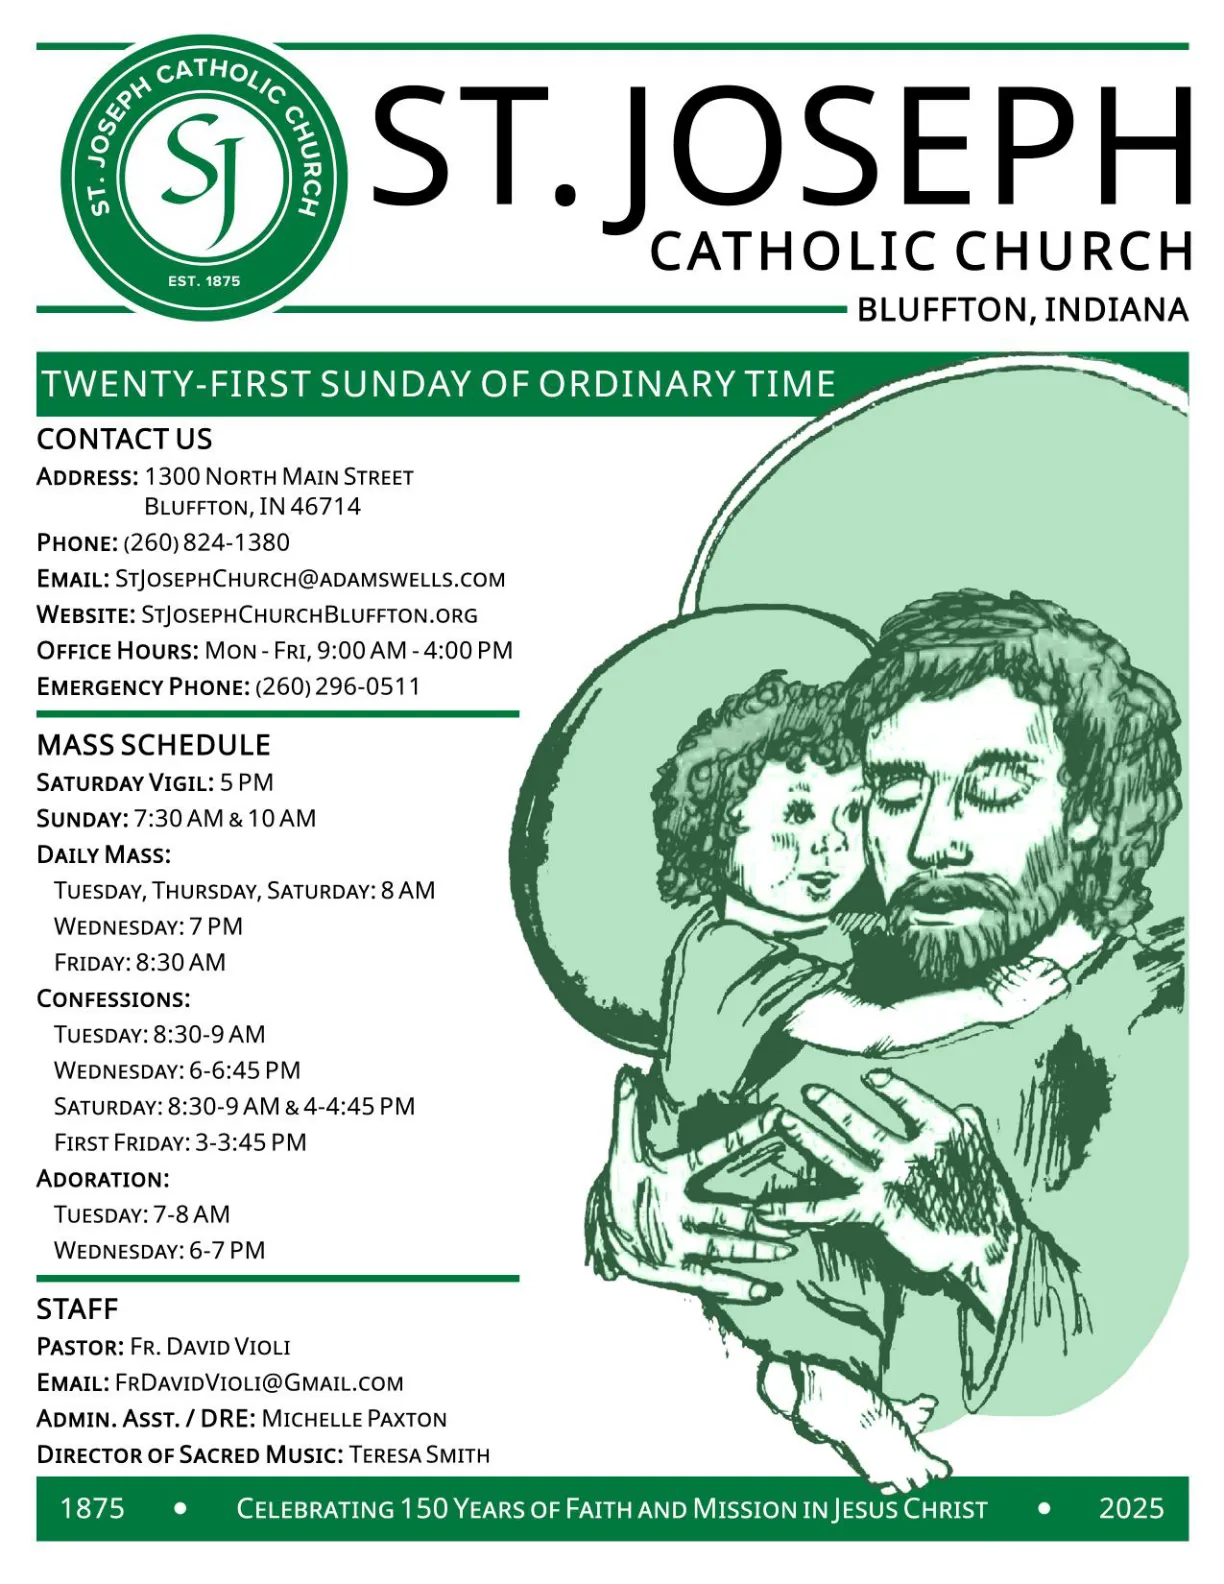 ST. JOSEPH CATHOLIC CHURCH
SJ
EST. 1875
ST. JOSEPH
CATHOLIC CHURCH
BLUFFTON, INDIANA
TWENTY-FIRST SUNDAY OF ORDINARY TIME
CONTACT US
Address: 1300 North Main Street
Bluffton, IN 46714
Phone: (260) 824-1380
Email: StJosephChurch@adamswells.com
Website: StJosephChurchBluffton.org
Office Hours: Mon - Fri, 9:00 AM - 4:00 PM
Emergency Phone: (260) 296-0511
MASS SCHEDULE
Saturday Vigil: 5 PM
Sunday: 7:30 AM & 10 AM
Daily Mass:
Tuesday, Thursday, Saturday: 8 AM
Wednesday: 7 PM
Friday: 8:30 AM
Confessions:
Tuesday: 8:30-9 AM
Wednesday: 6-6:45 PM
Saturday: 8:30-9 AM & 4-4:45 PM
First Friday: 3-3:45 PM
Adoration:
Tuesday: 7-8 AM
Wednesday: 6-7 PM
STAFF
Pastor: Fr. David Violi
Email: FrDavidVioli@Gmail.com
Admin. Asst. / DRE: Michelle Paxton
Director of Sacred Music: Teresa Smith
1875 • Celebrating 150 Years of Faith and Mission in Jesus Christ • 2025